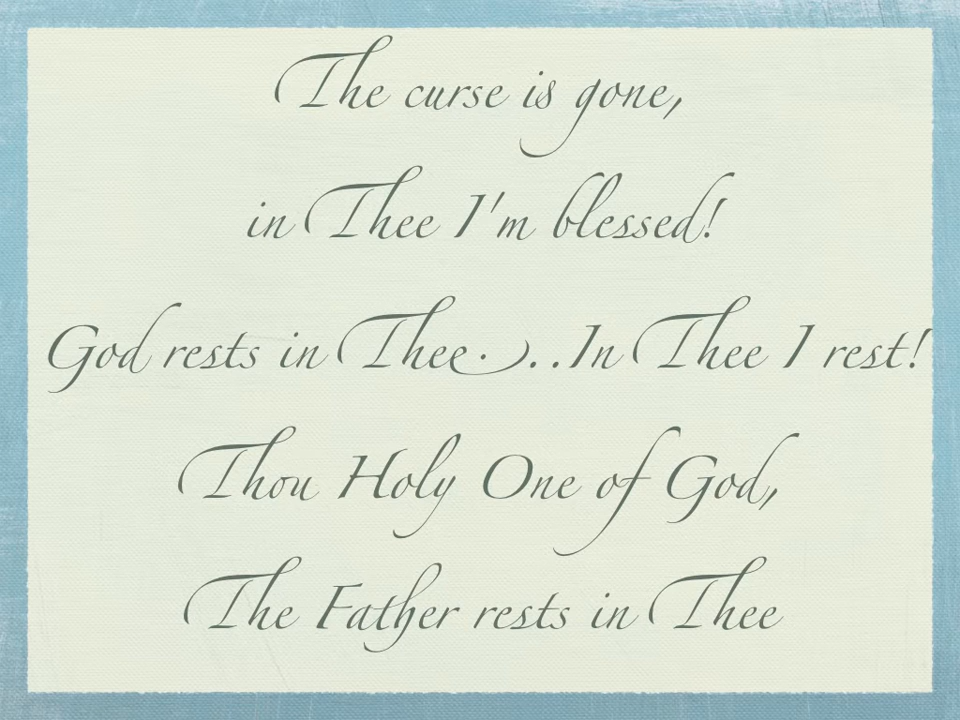 The curse is gone,
in Thee I'm blessed!
God rests in Thee...In Thee I rest!
Thou Holy One of God,
The Father rests in Thee